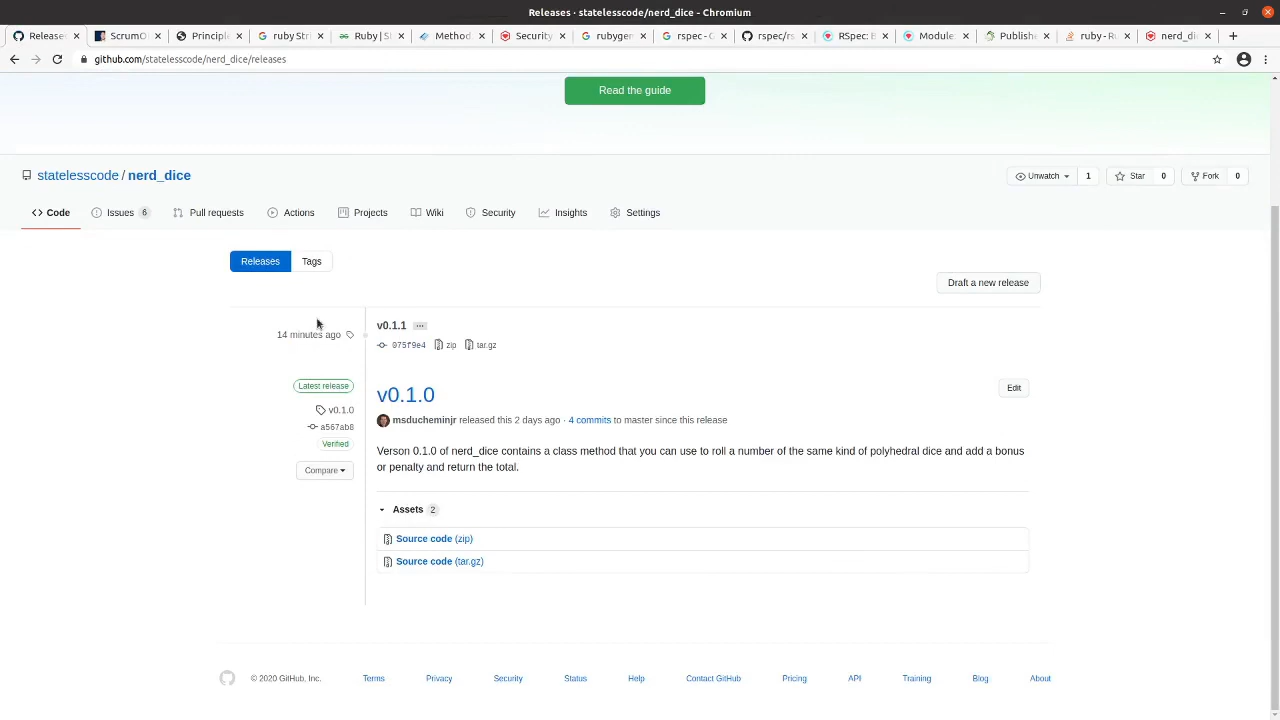 Releases · statelesscode/nerd_dice - Chromium
Release
ScrumO
Principle
ruby Str
Ruby | S
Method
Security
rubygen
rspec - G
rspec/rs
RSpec: B
Module:
Publishe
ruby - Ru
nerd_di
github.com/statelesscode/nerd_dice/releases
Read the guide
statelesscode / nerd_dice
Unwatch 1
Star 0
Fork 0
Code
Issues 6
Pull requests
Actions
Projects
Wiki
Security
Insights
Settings
Releases
Tags
Draft a new release
14 minutes ago
v0.1.1 ...
075f9e4 zip tar.gz
Latest release
v0.1.0
a567ab8
Verified
Compare
v0.1.0
Edit
msducheminjr released this 2 days ago · 4 commits to master since this release
Verson 0.1.0 of nerd_dice contains a class method that you can use to roll a number of the same kind of polyhedral dice and add a bonus
or penalty and return the total.
Assets 2
Source code (zip)
Source code (tar.gz)
© 2020 GitHub, Inc.
Terms
Privacy
Security
Status
Help
Contact GitHub
Pricing
API
Training
Blog
About